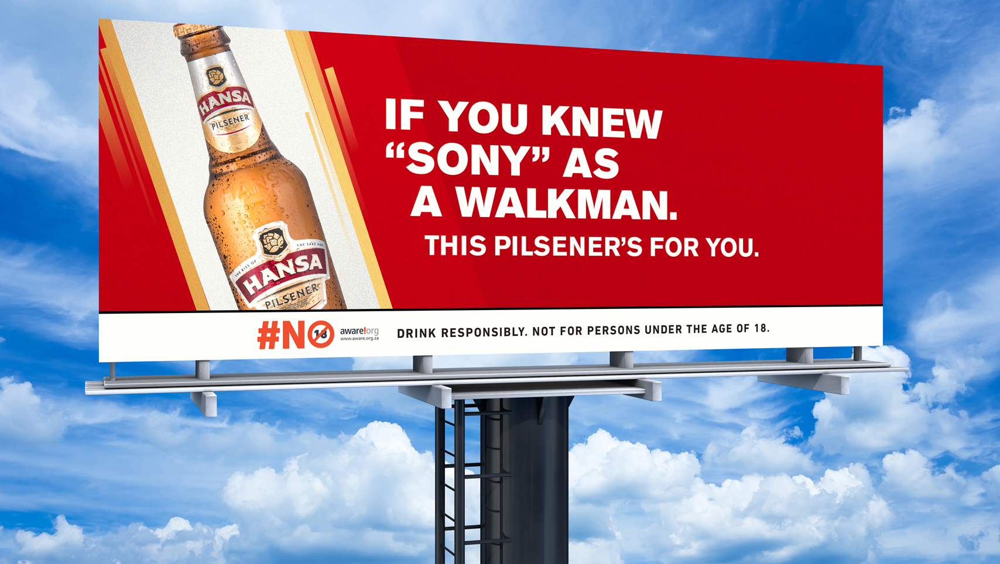 HANSA
PILSENER
HANSA
THE KISS OF THE SAAZ HOP
HANSA
PILSENER
IF YOU KNEW
“SONY” AS
A WALKMAN.
THIS PILSENER’S FOR YOU.
#NO 18
aware!org
www.aware.org.za
DRINK RESPONSIBLY. NOT FOR PERSONS UNDER THE AGE OF 18.